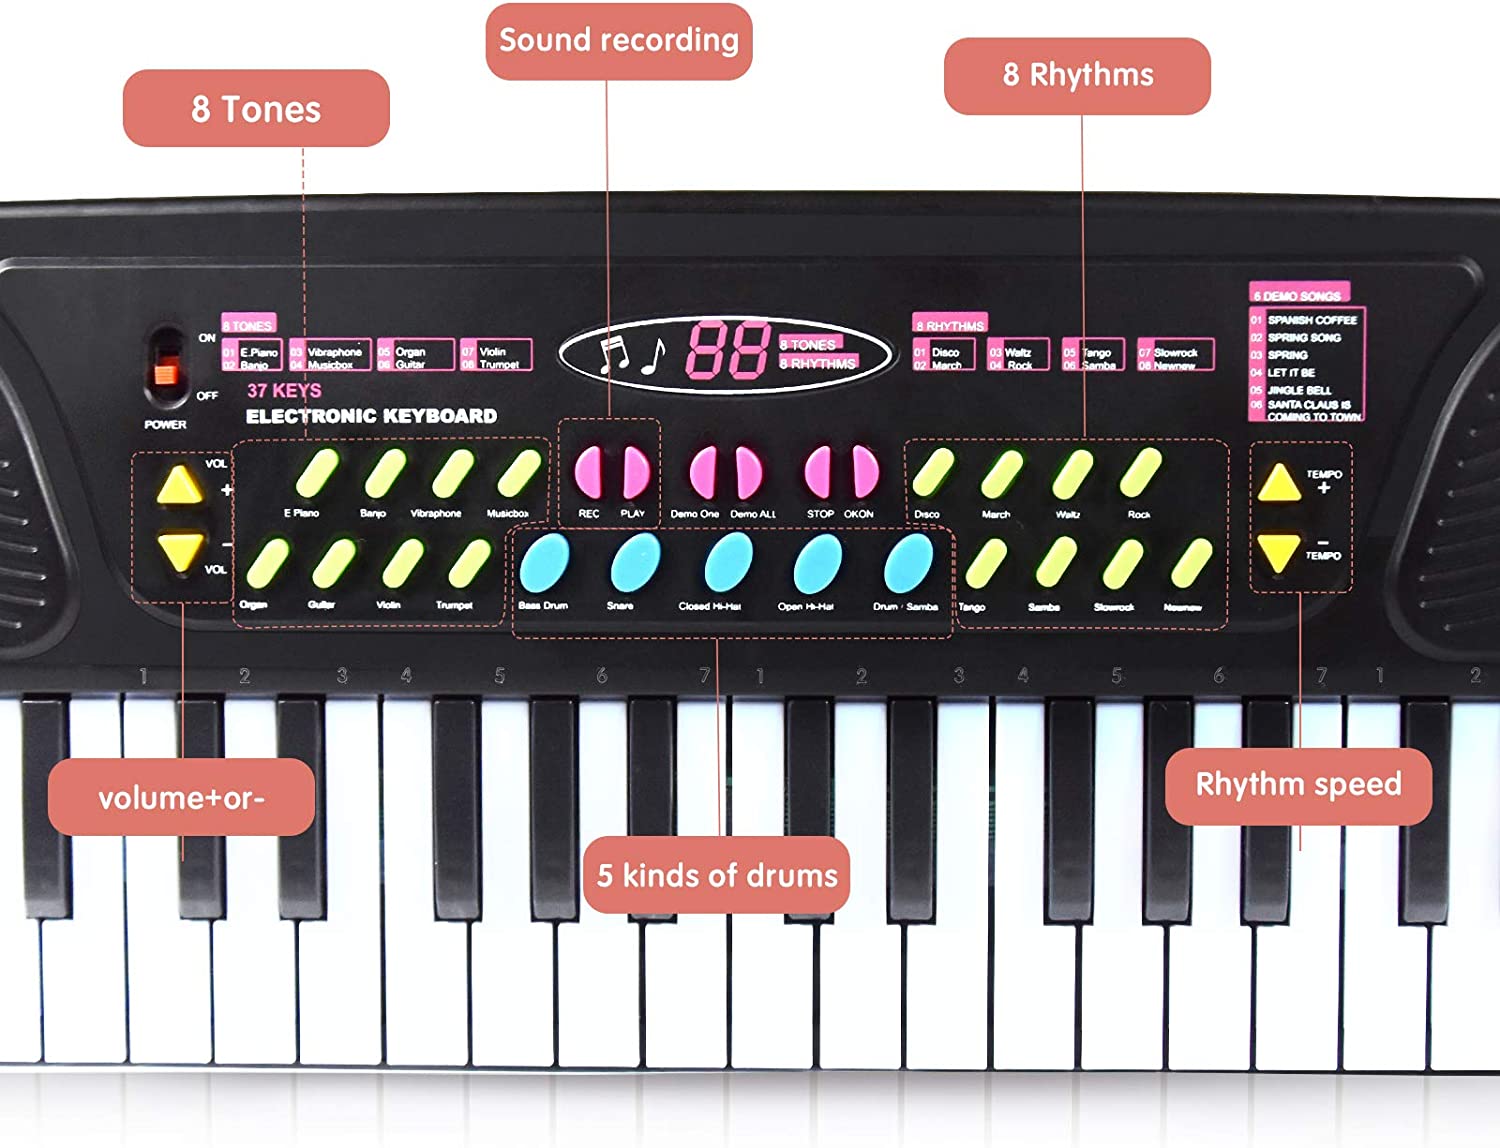 Sound recording
8 Rhythms
8 Tones
6 DEMO SONGS
01 SPANISH COFFEE
02 SPRING SONG
03 SPRING
04 LET IT BE
05 JINGLE BELL
06 SANTA CLAUS IS
COMING TO TOWN
ON
OFF
POWER
8 TONES
01 E.Piano 03 Vibraphone 05 Organ 07 Violin
02 Banjo 04 Musicbox 06 Guitar 08 Trumpet
37 KEYS
ELECTRONIC KEYBOARD
88
8 TONES
8 RHYTHMS
8 RHYTHMS
01 Disco 03 Waltz 05 Tango 07 Slowrock
02 March 04 Rock 06 Samba 08 Newnew
VOL
+
-
VOL
E Piano Banjo Vibraphone Musicbox
REC PLAY Demo One Demo ALL STOP OKON
Disco March Waltz Rock
TEMPO
+
-
TEMPO
Organ Guitar Violin Trumpet
Bass Drum Snare Closed Hi-Hat Open Hi-Hat Drum / Samba
Tango Samba Slowrock Newnew
1 2 3 4 5 6 7 1 2 3 4 5 6 7 1 2
volume+or-
Rhythm speed
5 kinds of drums